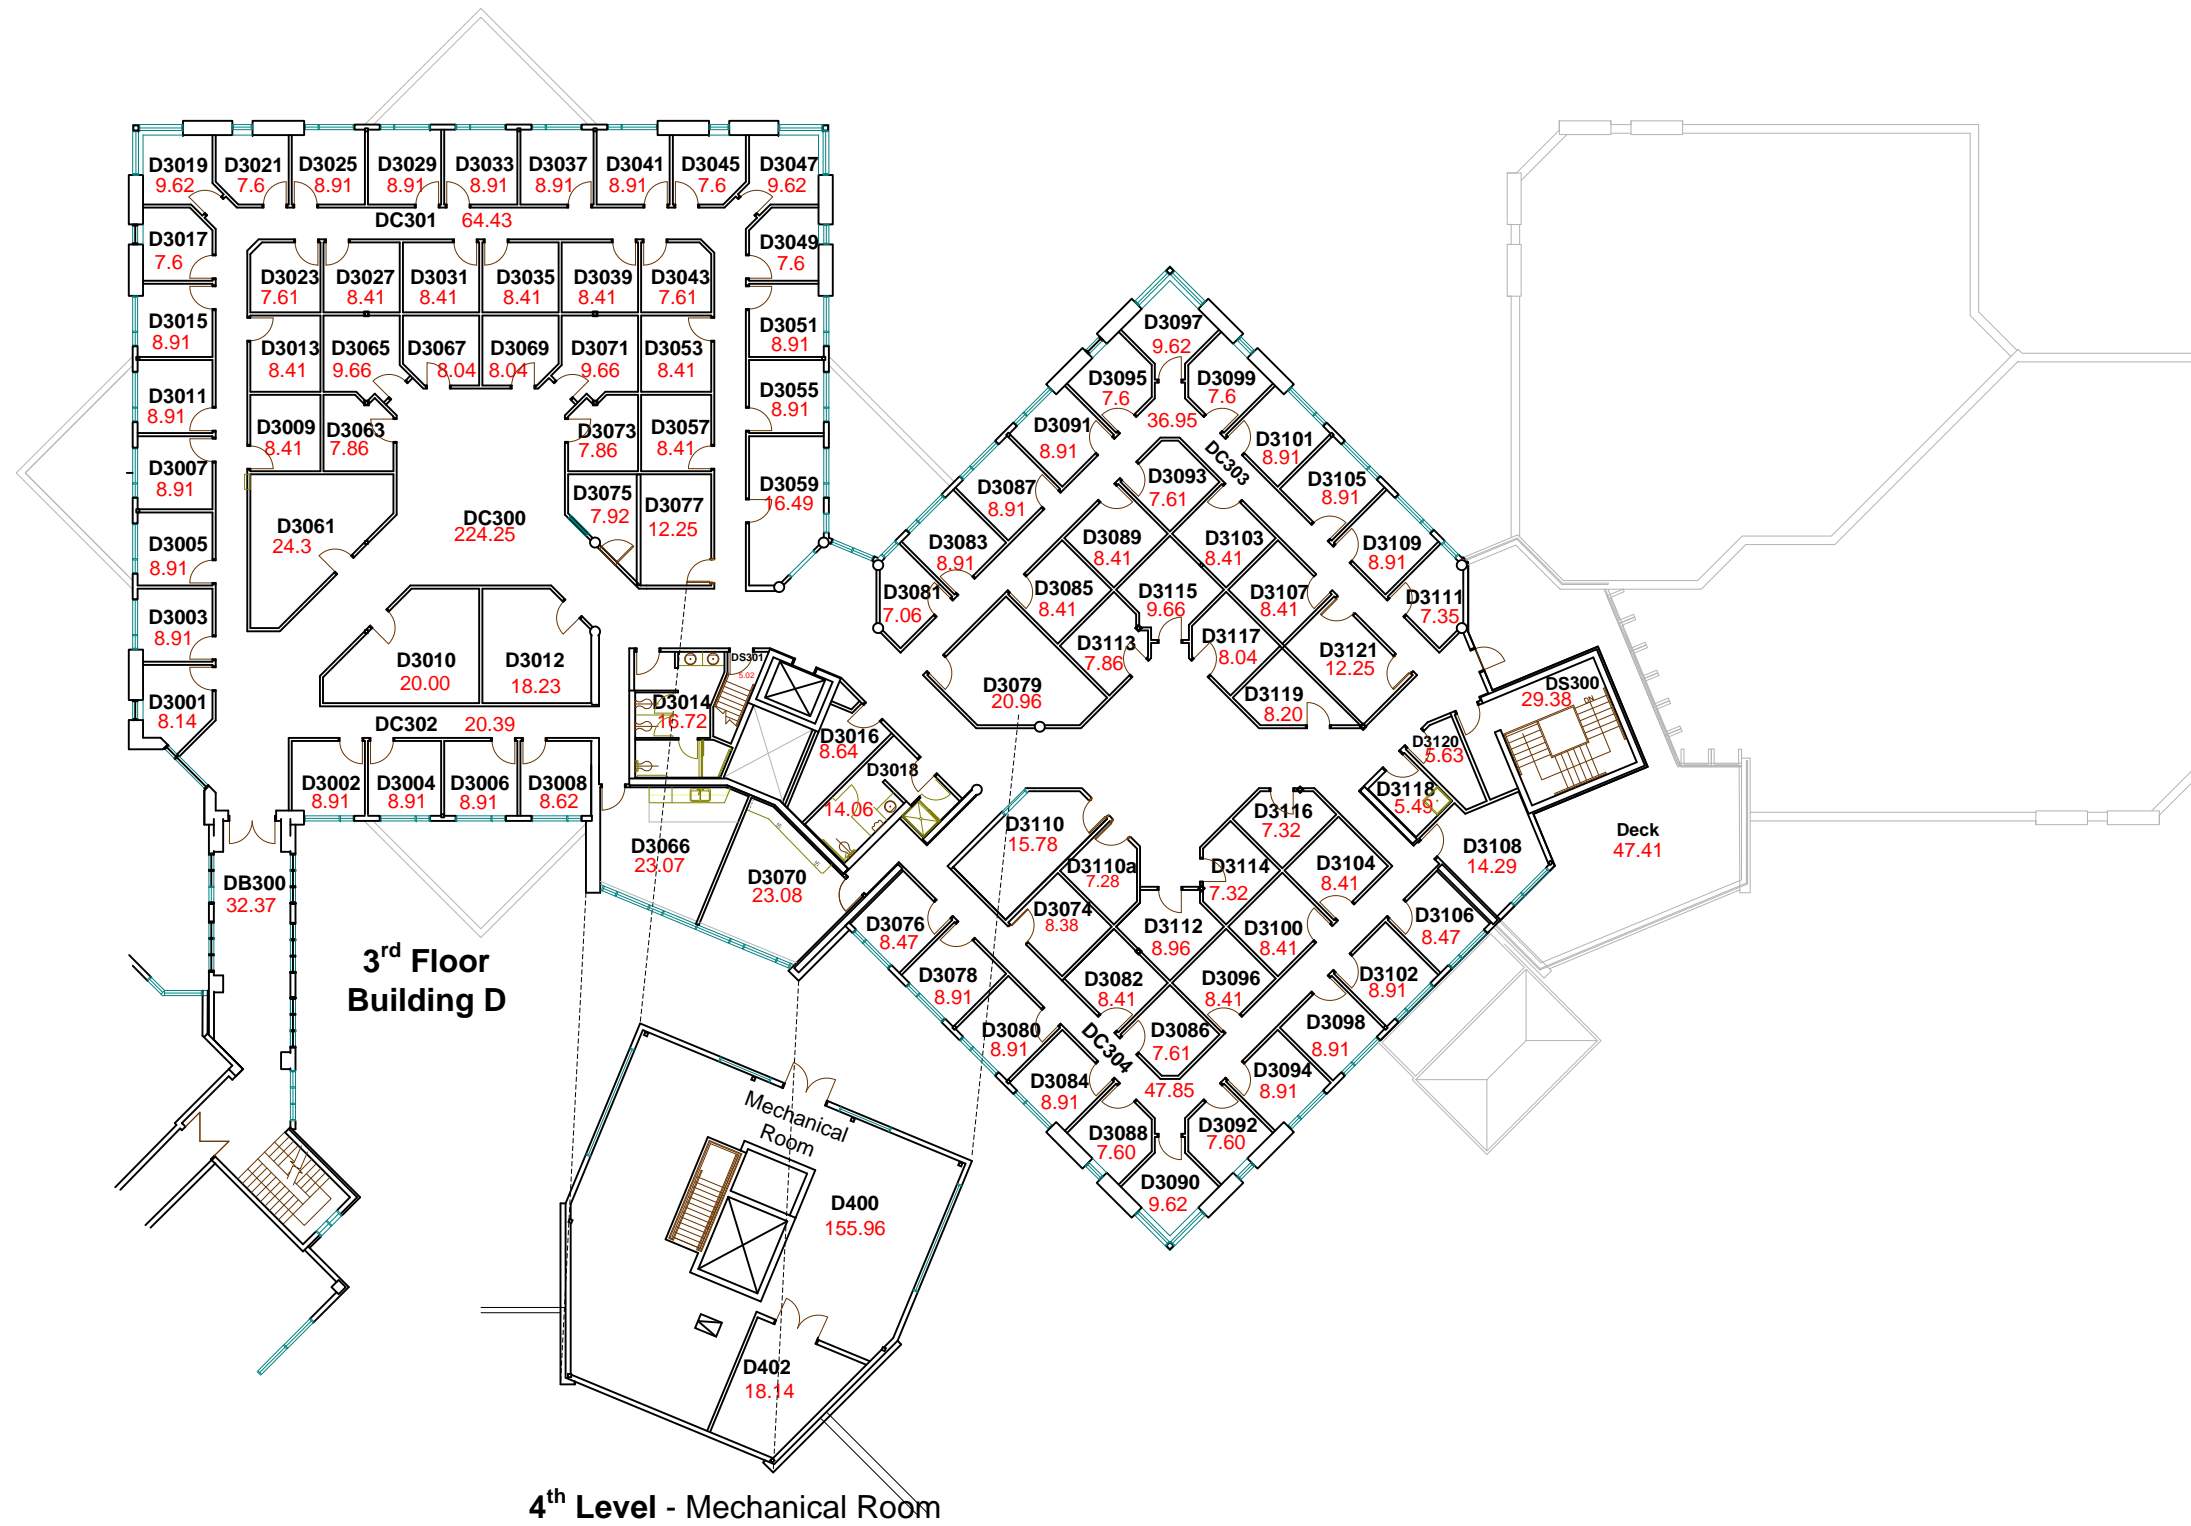 D3019
9.62
D3021
7.6
D3025
8.91
D3029
8.91
D3033
8.91
D3037
8.91
D3041
8.91
D3045
7.6
D3047
9.62
DC301 64.43
D3017
7.6
D3049
7.6
D3023
7.61
D3027
8.41
D3031
8.41
D3035
8.41
D3039
8.41
D3043
7.61
D3015
8.91
D3013
8.41
D3065
9.66
D3067
8.04
D3069
8.04
D3071
9.66
D3053
8.41
D3051
8.91
D3011
8.91
D3055
8.91
D3009
8.41
D3063
7.86
D3073
7.86
D3057
8.41
D3007
8.91
D3061
24.3
DC300
224.25
D3075
7.92
D3077
12.25
D3059
16.49
D3005
8.91
D3003
8.91
D3001
8.14
D3010
20.00
D3012
18.23
DC302 20.39
D3002
8.91
D3004
8.91
D3006
8.91
D3008
8.62
D3014
16.72
DS301
5.02
D3016
8.64
D3018
14.06
D3066
23.07
D3070
23.08
DB300
32.37
3rd Floor
Building D
D3097
9.62
D3095
7.6
D3099
7.6
36.95
DC303
D3091
8.91
D3101
8.91
D3087
8.91
D3093
7.61
D3105
8.91
D3083
8.91
D3089
8.41
D3103
8.41
D3109
8.91
D3081
7.06
D3085
8.41
D3115
9.66
D3107
8.41
D3111
7.35
D3113
7.86
D3117
8.04
D3121
12.25
D3079
20.96
D3119
8.20
DS300
29.38
DN
D3120
5.63
D3118
5.49
D3108
14.29
Deck
47.41
D3110
15.78
D3110a
7.28
D3116
7.32
D3114
7.32
D3104
8.41
D3076
8.47
D3074
8.38
D3112
8.96
D3100
8.41
D3106
8.47
D3078
8.91
D3082
8.41
D3096
8.41
D3102
8.91
D3080
8.91
D3086
7.61
D3098
8.91
DC304
47.85
D3084
8.91
D3094
8.91
D3088
7.60
D3092
7.60
D3090
9.62
Mechanical
Room
D400
155.96
D402
18.14
4th Level - Mechanical Room